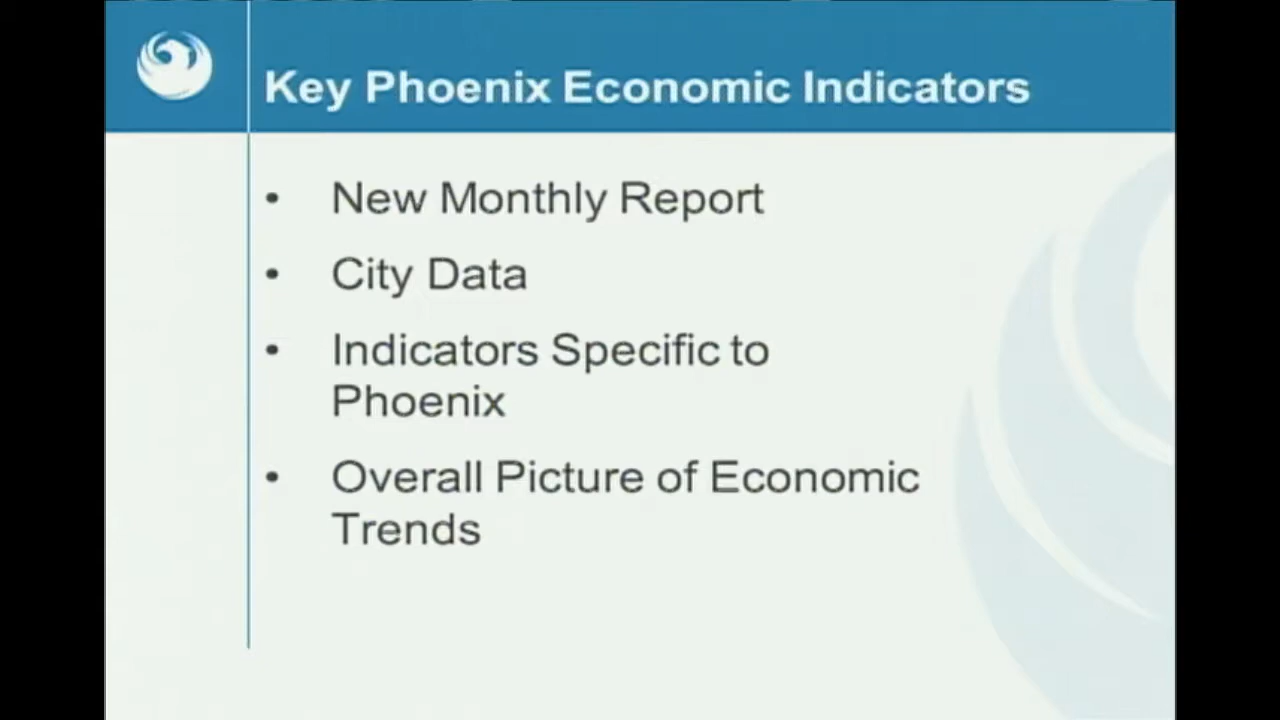 Key Phoenix Economic Indicators
• New Monthly Report
• City Data
• Indicators Specific to
Phoenix
• Overall Picture of Economic
Trends